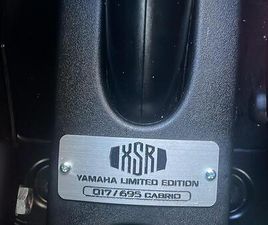 XSR
YAMAHA LIMITED EDITION
017/695 CABRIO